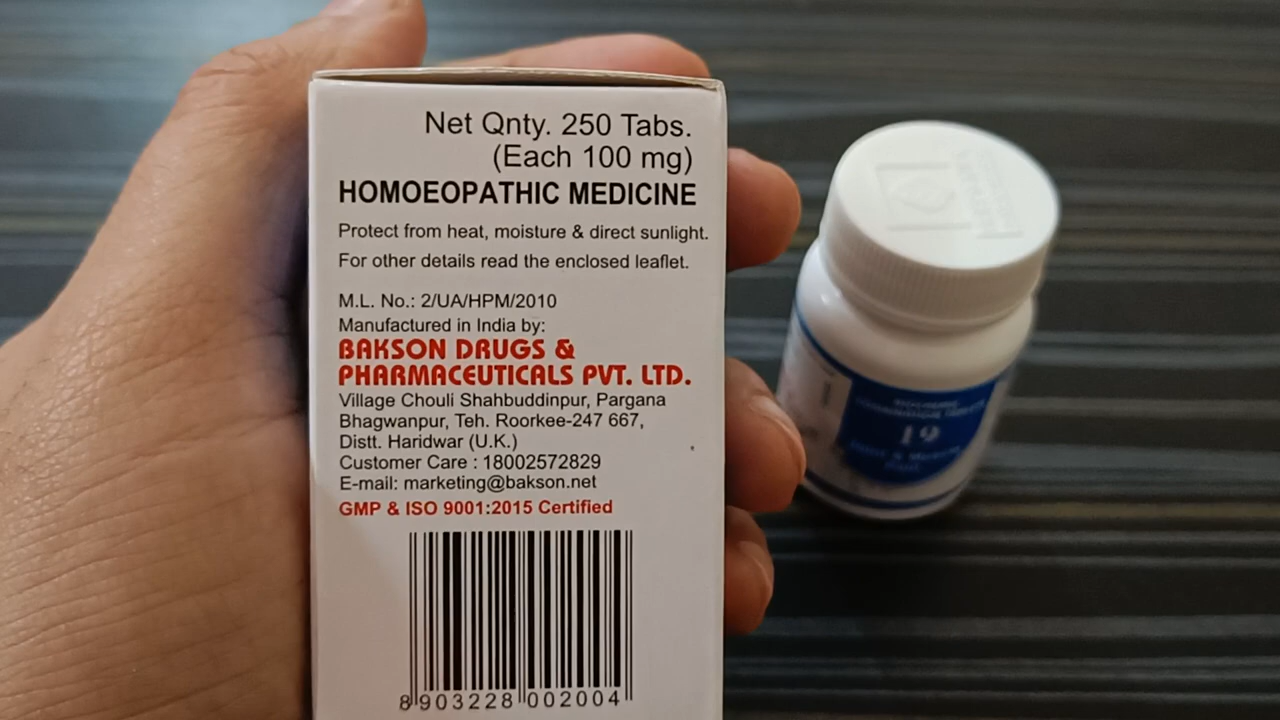 Net Qnty. 250 Tabs.
(Each 100 mg)
HOMOEOPATHIC MEDICINE
Protect from heat, moisture & direct sunlight.
For other details read the enclosed leaflet.
M.L. No.: 2/UA/HPM/2010
Manufactured in India by:
BAKSON DRUGS &
PHARMACEUTICALS PVT. LTD.
Village Chouli Shahbuddinpur, Pargana
Bhagwanpur, Teh. Roorkee-247 667,
Distt. Haridwar (U.K.)
Customer Care : 18002572829
E-mail: marketing@bakson.net
GMP & ISO 9001:2015 Certified
8 903228 002004
19